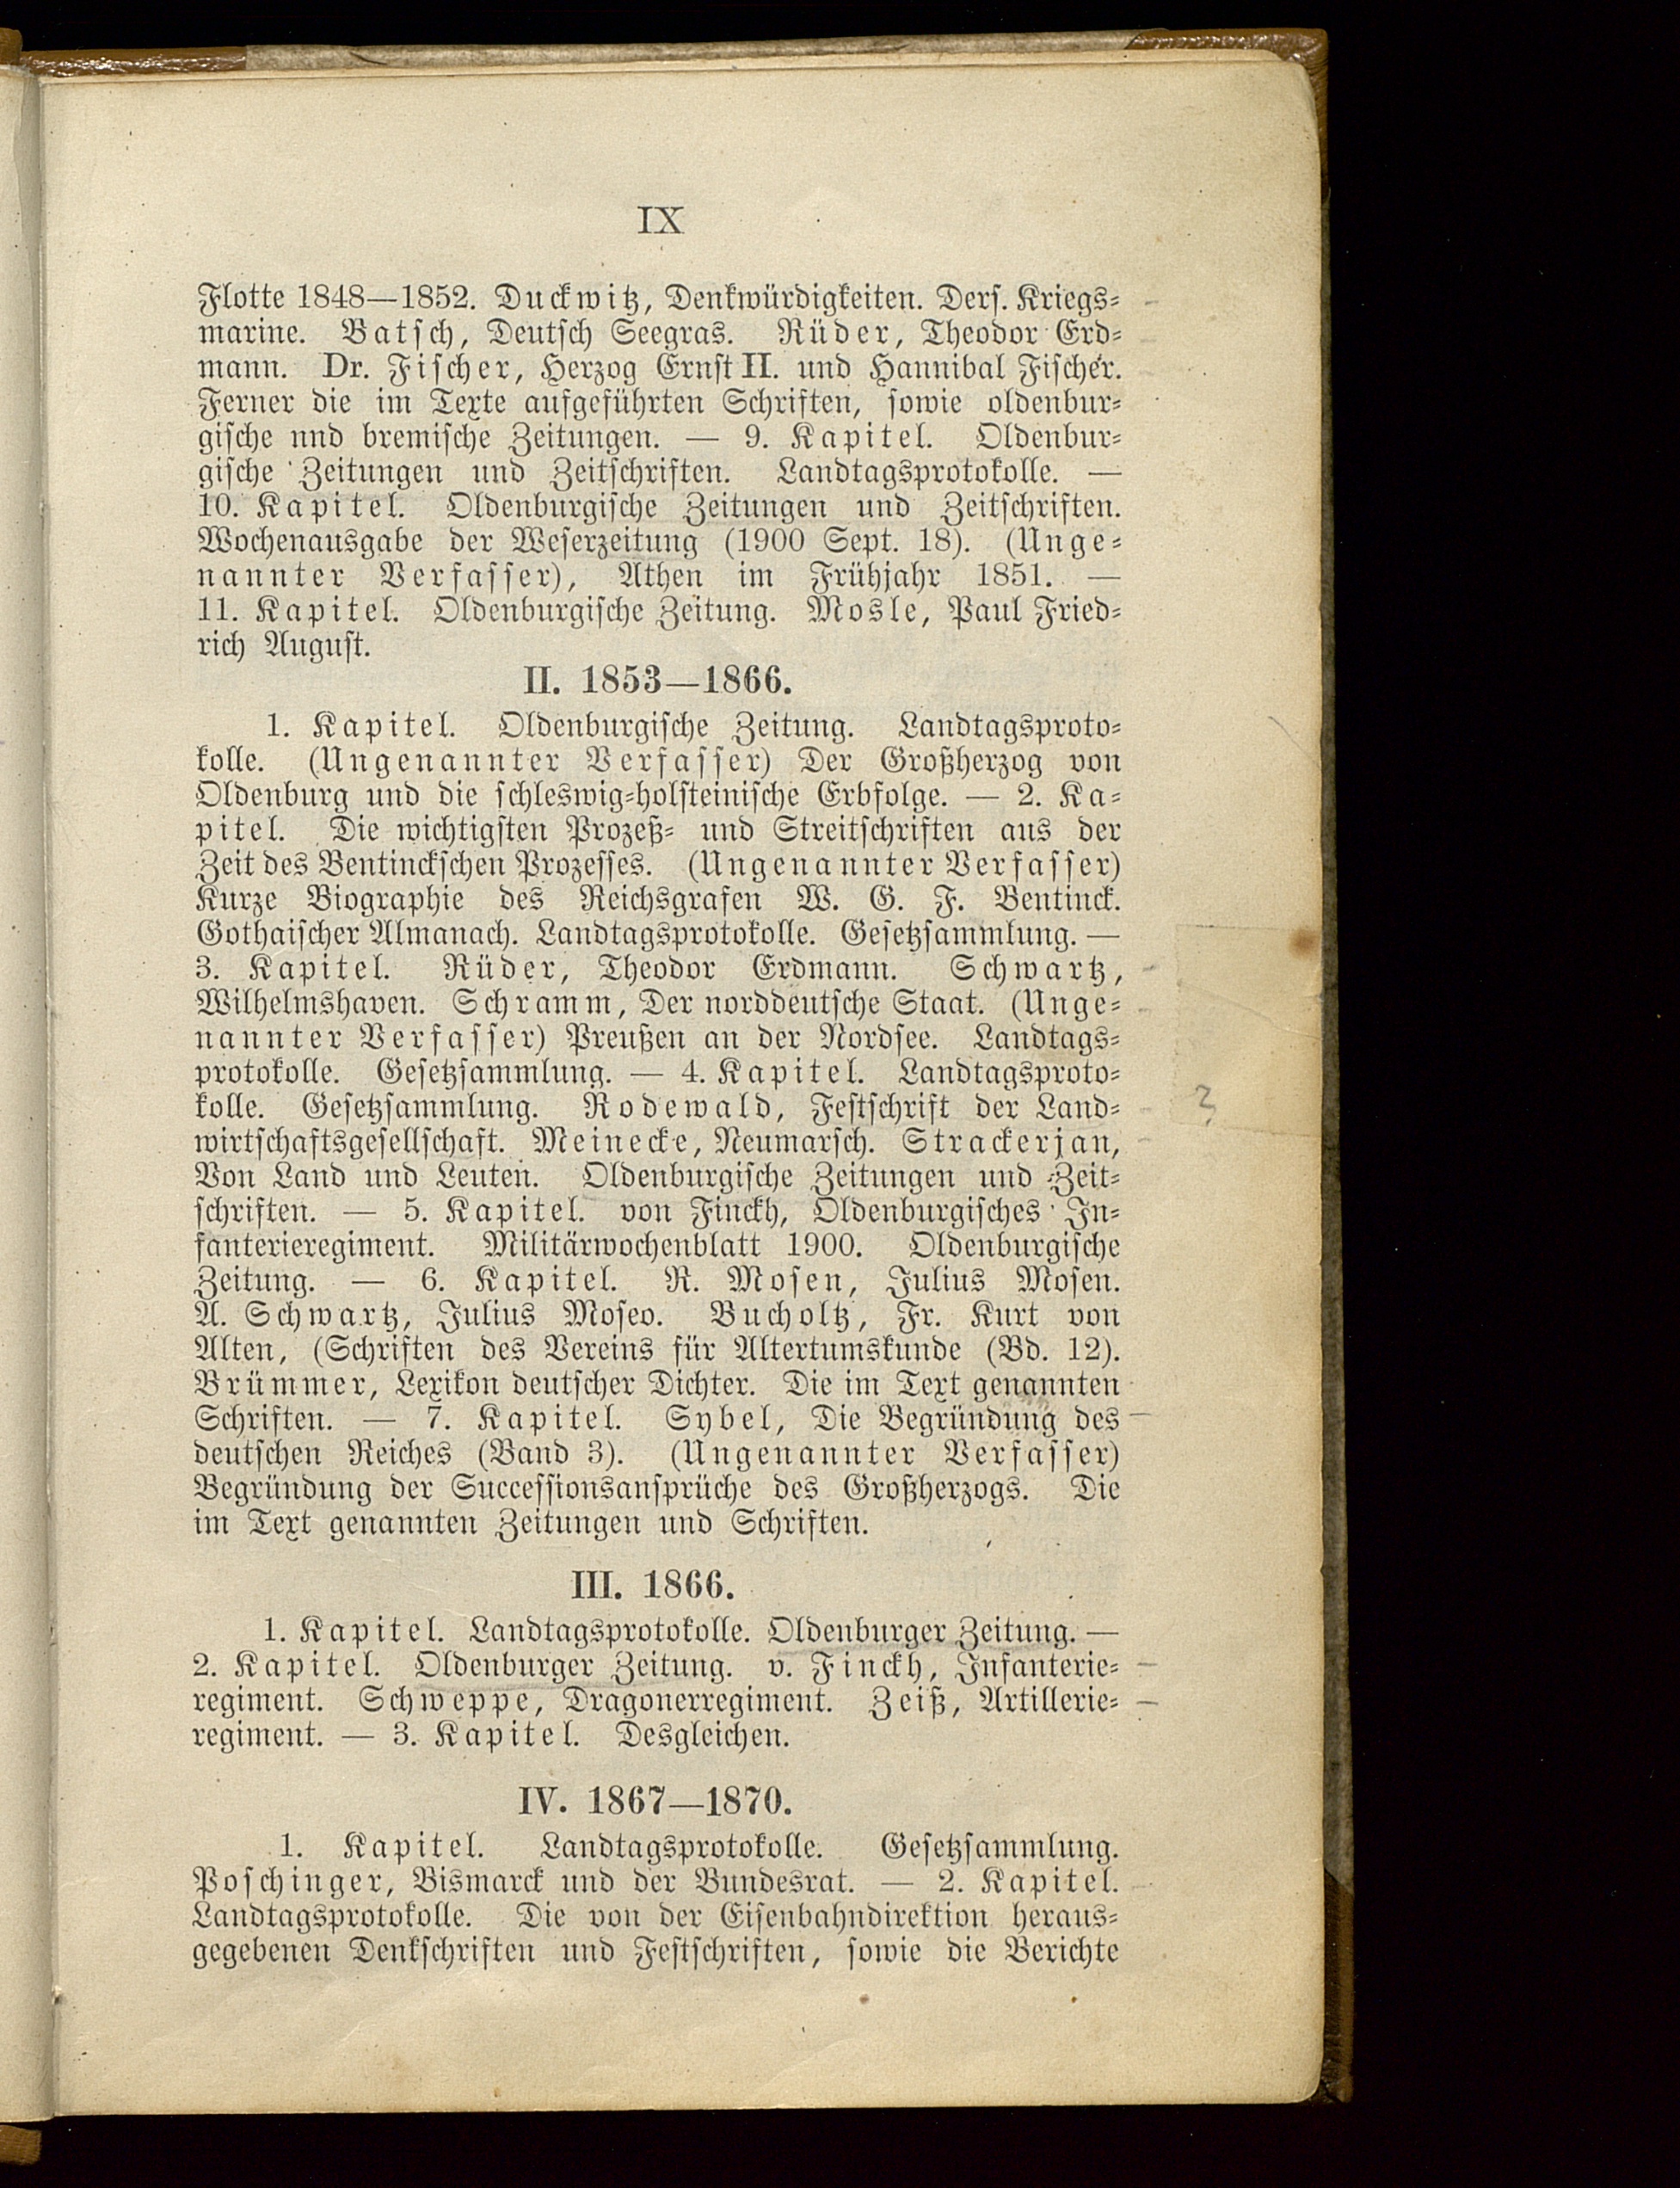 IX
Flotte 1848—1852. Duckwitz, Denkwürdigkeiten. Ders. Kriegs-
marine. Batsch, Deutsch Seegras. Rüder, Theodor Erd-
mann. Dr. Fischer, Herzog Ernst II. und Hannibal Fischer.
Ferner die im Texte aufgeführten Schriften, sowie oldenbur-
gische und bremische Zeitungen. — 9. Kapitel. Oldenbur-
gische Zeitungen und Zeitschriften. Landtagsprotokolle. —
10. Kapitel. Oldenburgische Zeitungen und Zeitschriften.
Wochenausgabe der Weserzeitung (1900 Sept. 18). (Unge-
nannter Verfasser), Athen im Frühjahr 1851. —
11. Kapitel. Oldenburgische Zeitung. Mosle, Paul Fried-
rich August.
II. 1853—1866.
1. Kapitel. Oldenburgische Zeitung. Landtagsproto-
kolle. (Ungenannter Verfasser) Der Großherzog von
Oldenburg und die schleswig-holsteinische Erbfolge. — 2. Ka-
pitel. Die wichtigsten Prozeß- und Streitschriften aus der
Zeit des Bentinckschen Prozesses. (Ungenannter Verfasser)
Kurze Biographie des Reichsgrafen W. G. F. Bentinck.
Gothaischer Almanach. Landtagsprotokolle. Gesetzsammlung. —
3. Kapitel. Rüder, Theodor Erdmann. Schwartz,
Wilhelmshaven. Schramm, Der norddeutsche Staat. (Unge-
nannter Verfasser) Preußen an der Nordsee. Landtags-
protokolle. Gesetzsammlung. — 4. Kapitel. Landtagsproto-
kolle. Gesetzsammlung. Rodewald, Festschrift der Land-
wirtschaftsgesellschaft. Meinecke, Neumarsch. Strackerjan,
Von Land und Leuten. Oldenburgische Zeitungen und Zeit-
schriften. — 5. Kapitel. von Finckh, Oldenburgisches In-
fanterieregiment. Militärwochenblatt 1900. Oldenburgische
Zeitung. — 6. Kapitel. R. Mosen, Julius Mosen.
A. Schwartz, Julius Moseo. Bucholtz, Fr. Kurt von
Alten, (Schriften des Vereins für Altertumskunde (Bd. 12).
Brümmer, Lexikon deutscher Dichter. Die im Text genannten
Schriften. — 7. Kapitel. Sybel, Die Begründung des
deutschen Reiches (Band 3). (Ungenannter Verfasser)
Begründung der Successionsansprüche des Großherzogs. Die
im Text genannten Zeitungen und Schriften.
III. 1866.
1. Kapitel. Landtagsprotokolle. Oldenburger Zeitung. —
2. Kapitel. Oldenburger Zeitung. v. Finckh, Infanterie-
regiment. Schweppe, Dragonerregiment. Zeiß, Artillerie-
regiment. — 3. Kapitel. Desgleichen.
IV. 1867—1870.
1. Kapitel. Landtagsprotokolle. Gesetzsammlung.
Poschinger, Bismarck und der Bundesrat. — 2. Kapitel.
Landtagsprotokolle. Die von der Eisenbahndirektion heraus-
gegebenen Denkschriften und Festschriften, sowie die Berichte